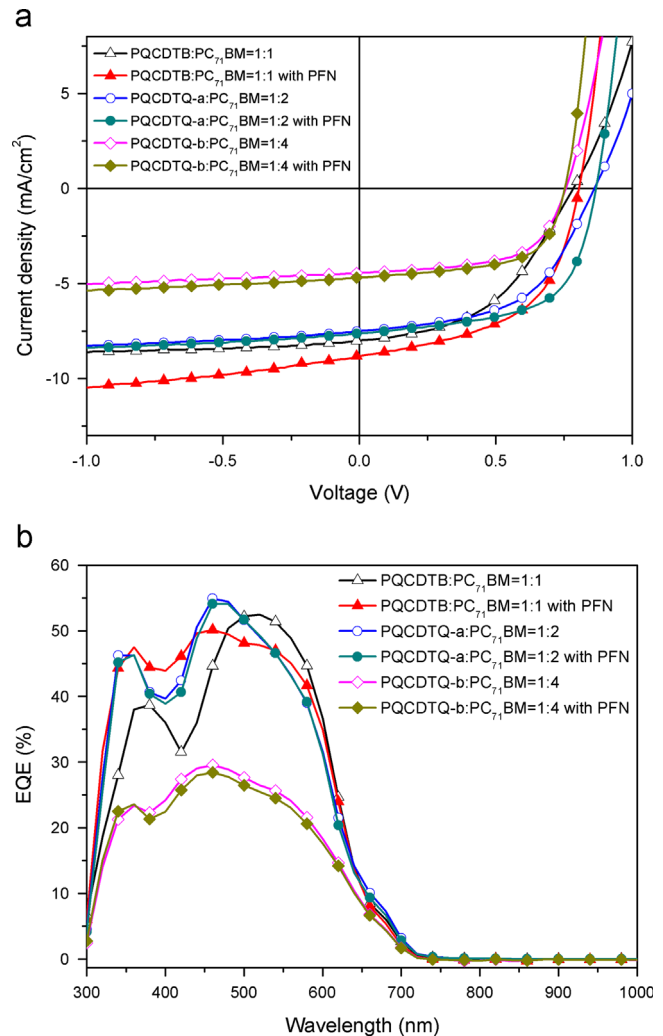 a
PQCDTB:PC71BM=1:1
PQCDTB:PC71BM=1:1 with PFN
PQCDTQ-a:PC71BM=1:2
PQCDTQ-a:PC71BM=1:2 with PFN
PQCDTQ-b:PC71BM=1:4
PQCDTQ-b:PC71BM=1:4 with PFN
5
0
-5
-10
Current density (mA/cm²)
-1.0 -0.5 0.0 0.5 1.0
Voltage (V)
b
60
50
40
30
20
10
0
EQE (%)
PQCDTB:PC71BM=1:1
PQCDTB:PC71BM=1:1 with PFN
PQCDTQ-a:PC71BM=1:2
PQCDTQ-a:PC71BM=1:2 with PFN
PQCDTQ-b:PC71BM=1:4
PQCDTQ-b:PC71BM=1:4 with PFN
300 400 500 600 700 800 900 1000
Wavelength (nm)